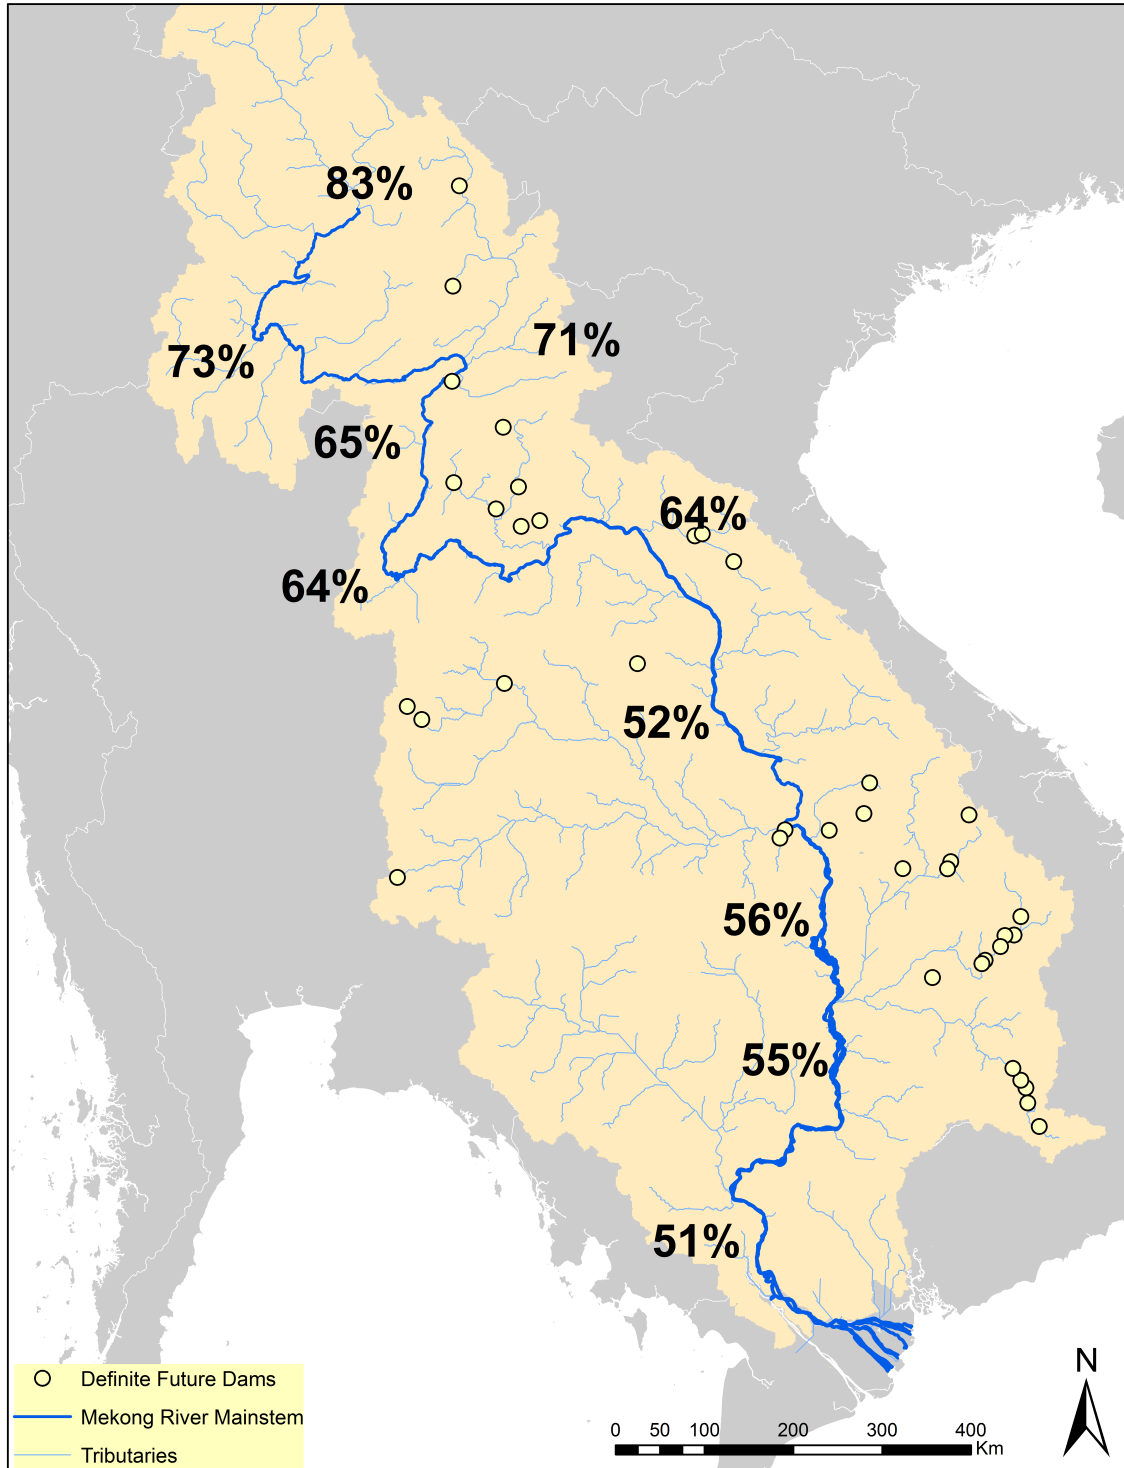 83%
71%
73%
65%
64%
64%
52%
56%
55%
51%
Definite Future Dams
Mekong River Mainstem
Tributaries
0 50 100 200 300 400
Km
N